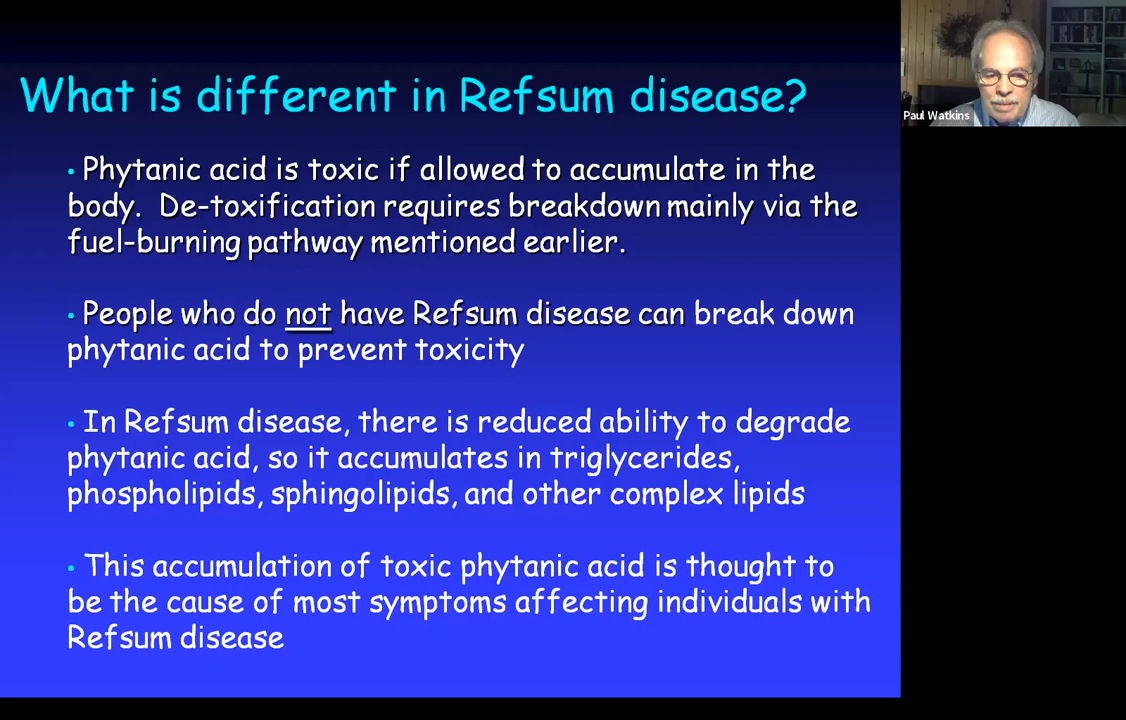 What is different in Refsum disease?
Paul Watkins
• Phytanic acid is toxic if allowed to accumulate in the
body. De-toxification requires breakdown mainly via the
fuel-burning pathway mentioned earlier.
• People who do not have Refsum disease can break down
phytanic acid to prevent toxicity
• In Refsum disease, there is reduced ability to degrade
phytanic acid, so it accumulates in triglycerides,
phospholipids, sphingolipids, and other complex lipids
• This accumulation of toxic phytanic acid is thought to
be the cause of most symptoms affecting individuals with
Refsum disease